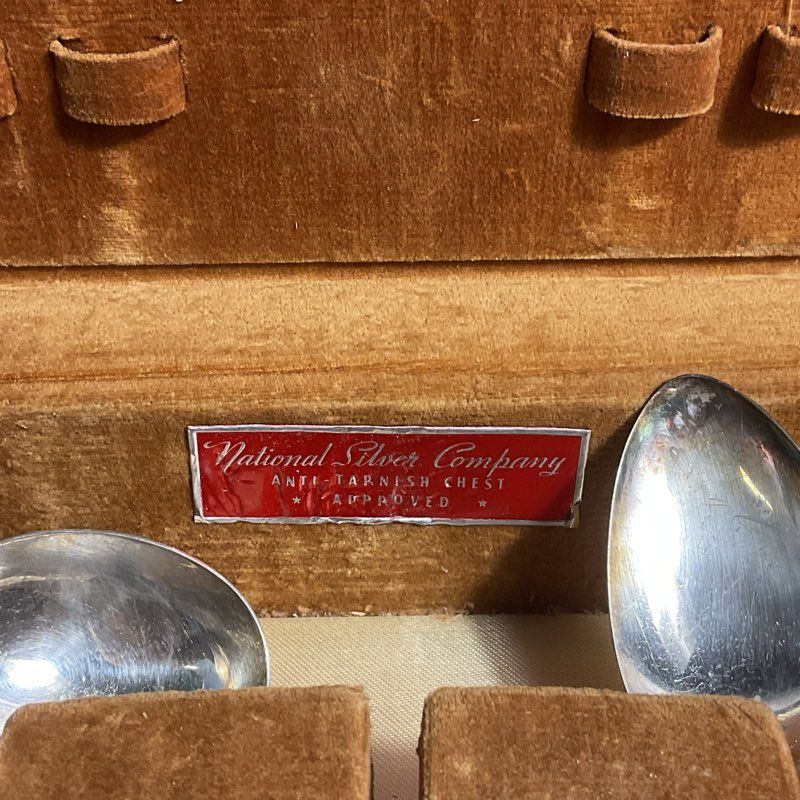 National Silver Company
ANTI-TARNISH CHEST
★ APPROVED ★